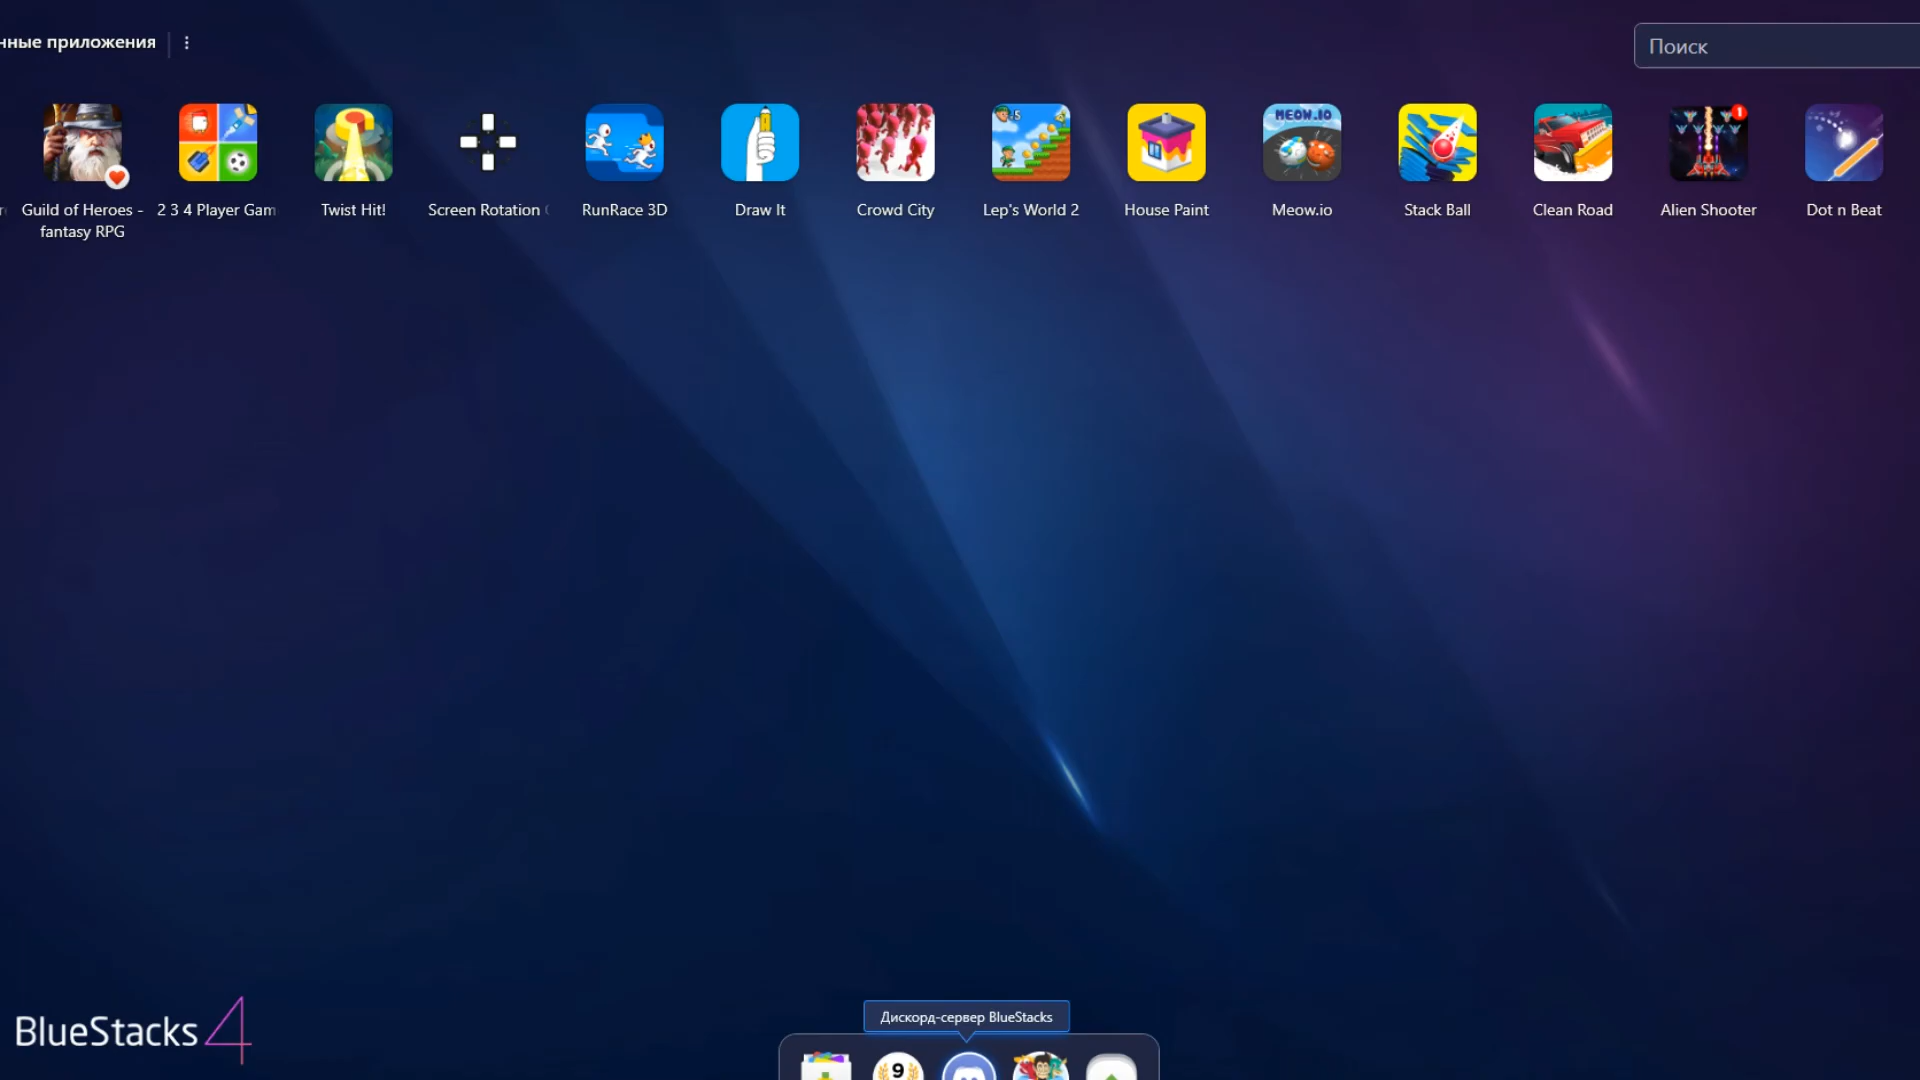 нные приложения
Поиск
MEOW.IO
Guild of Heroes -
fantasy RPG
2 3 4 Player Gam
Twist Hit!
Screen Rotation
RunRace 3D
Draw It
Crowd City
Lep's World 2
House Paint
Meow.io
Stack Ball
Clean Road
Alien Shooter
Dot n Beat
BlueStacks 4
Дискорд-сервер BlueStacks
9